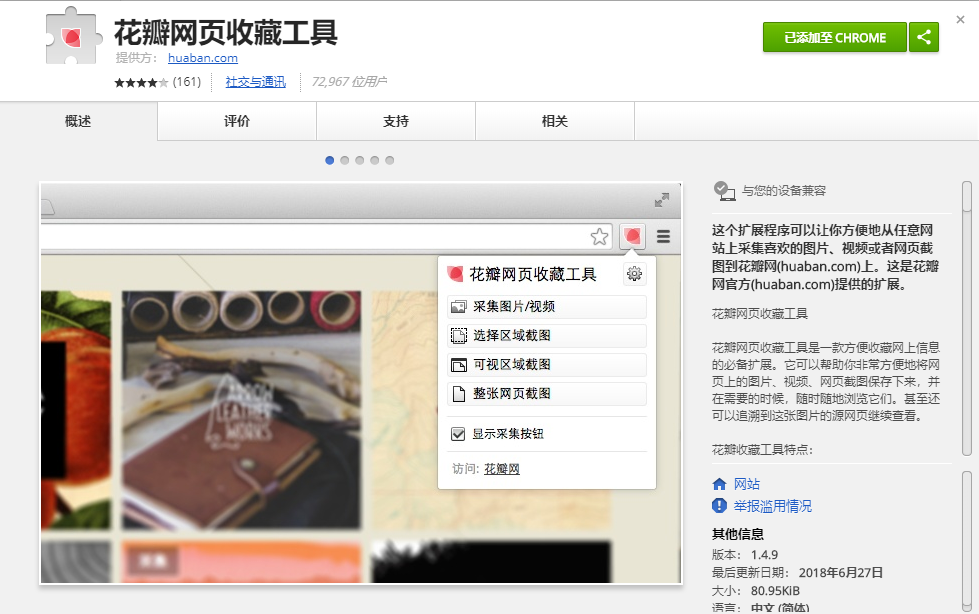 花瓣网页收藏工具
提供方： huaban.com
(161) 社交与通讯 72,967 位用户
已添加至 CHROME
概述 评价 支持 相关
花瓣网页收藏工具
采集图片/视频
选择区域截图
可视区域截图
整张网页截图
显示采集按钮
访问: 花瓣网
ARROW
LEATHER
WORKS
与您的设备兼容
这个扩展程序可以让你方便地从任意网
站上采集喜欢的图片、视频或者网页截
图到花瓣网(huaban.com)上。这是花瓣
网官方(huaban.com)提供的扩展。
花瓣网页收藏工具
花瓣网页收藏工具是一款方便收藏网上信息
的必备扩展。它可以帮助你非常方便地将网
页上的图片、视频、网页截图保存下来，并
在需要的时候，随时随地浏览它们。甚至还
可以追溯到这张图片的源网页继续查看。
花瓣收藏工具特点：
网站
举报滥用情况
其他信息
版本： 1.4.9
最后更新日期： 2018年6月27日
大小： 80.95KiB
语言： 中文 (简体)